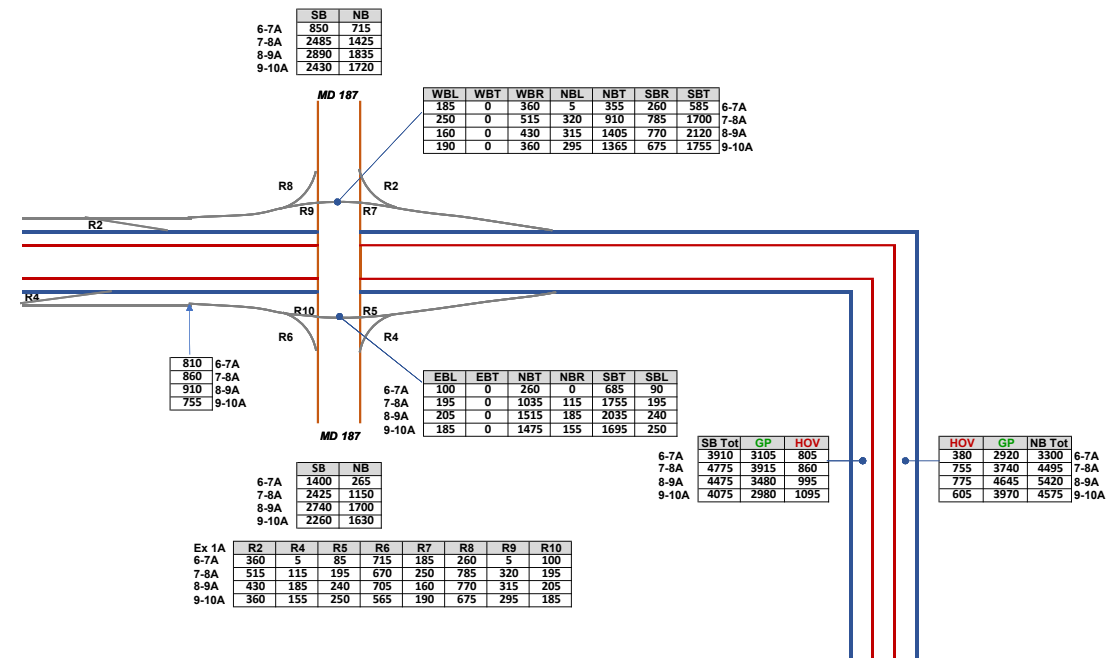 SB NB
6-7A 850 715
7-8A 2485 1425
8-9A 2890 1835
9-10A 2430 1720
MD 187
WBL WBT WBR NBL NBT SBR SBT
185 0 360 5 355 260 585 6-7A
250 0 515 320 910 785 1700 7-8A
160 0 430 315 1405 770 2120 8-9A
190 0 360 295 1365 675 1755 9-10A
R8 R2
R9 R7
R2
R4
R10 R5
R6 R4
810 6-7A
860 7-8A
910 8-9A
755 9-10A
EBL EBT NBT NBR SBT SBL
6-7A 100 0 260 0 685 90
7-8A 195 0 1035 115 1755 195
8-9A 205 0 1515 185 2035 240
9-10A 185 0 1475 155 1695 250
MD 187
SB Tot GP HOV
6-7A 3910 3105 805
7-8A 4775 3915 860
8-9A 4475 3480 995
9-10A 4075 2980 1095
HOV GP NB Tot
380 2920 3300 6-7A
755 3740 4495 7-8A
775 4645 5420 8-9A
605 3970 4575 9-10A
SB NB
6-7A 1400 265
7-8A 2425 1150
8-9A 2740 1700
9-10A 2260 1630
Ex 1A R2 R4 R5 R6 R7 R8 R9 R10
6-7A 360 5 85 715 185 260 5 100
7-8A 515 115 195 670 250 785 320 195
8-9A 430 185 240 705 160 770 315 205
9-10A 360 155 250 565 190 675 295 185